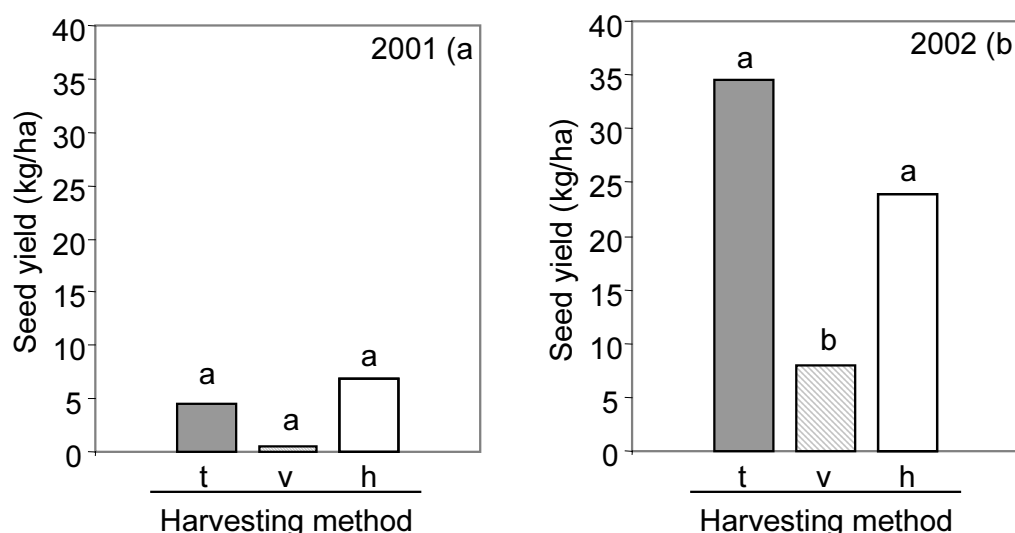 2001 (a
Seed yield (kg/ha)
40
35
30
25
20
15
10
5
0
a
a
a
t v h
Harvesting method
2002 (b
Seed yield (kg/ha)
40
35
30
25
20
15
10
5
0
a
b
a
t v h
Harvesting method